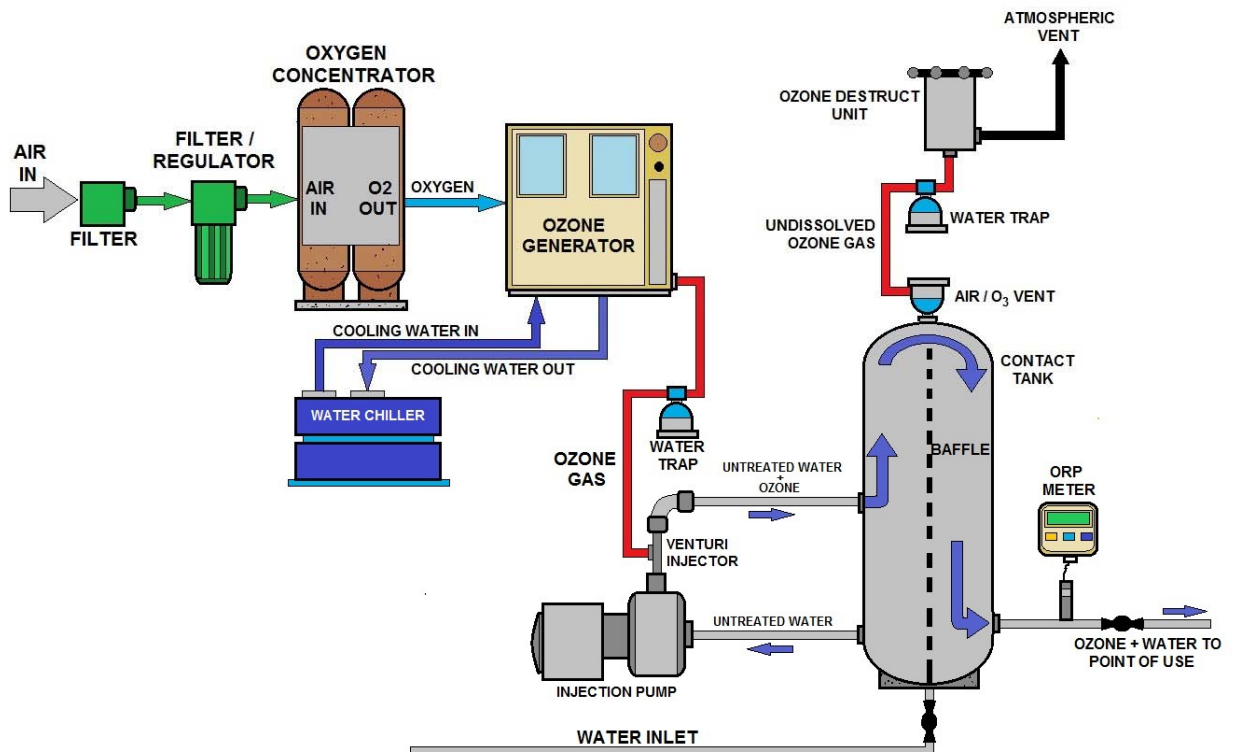 ATMOSPHERIC
VENT
OXYGEN
CONCENTRATOR
OZONE DESTRUCT
UNIT
FILTER /
REGULATOR
AIR
IN
AIR
IN
O2
OUT
OXYGEN
OZONE
GENERATOR
FILTER
WATER TRAP
UNDISSOLVED
OZONE GAS
AIR / O3 VENT
COOLING WATER IN
COOLING WATER OUT
CONTACT
TANK
WATER CHILLER
WATER
TRAP
OZONE
GAS
BAFFLE
UNTREATED WATER
+
OZONE
ORP
METER
VENTURI
INJECTOR
UNTREATED WATER
OZONE + WATER TO
POINT OF USE
INJECTION PUMP
WATER INLET